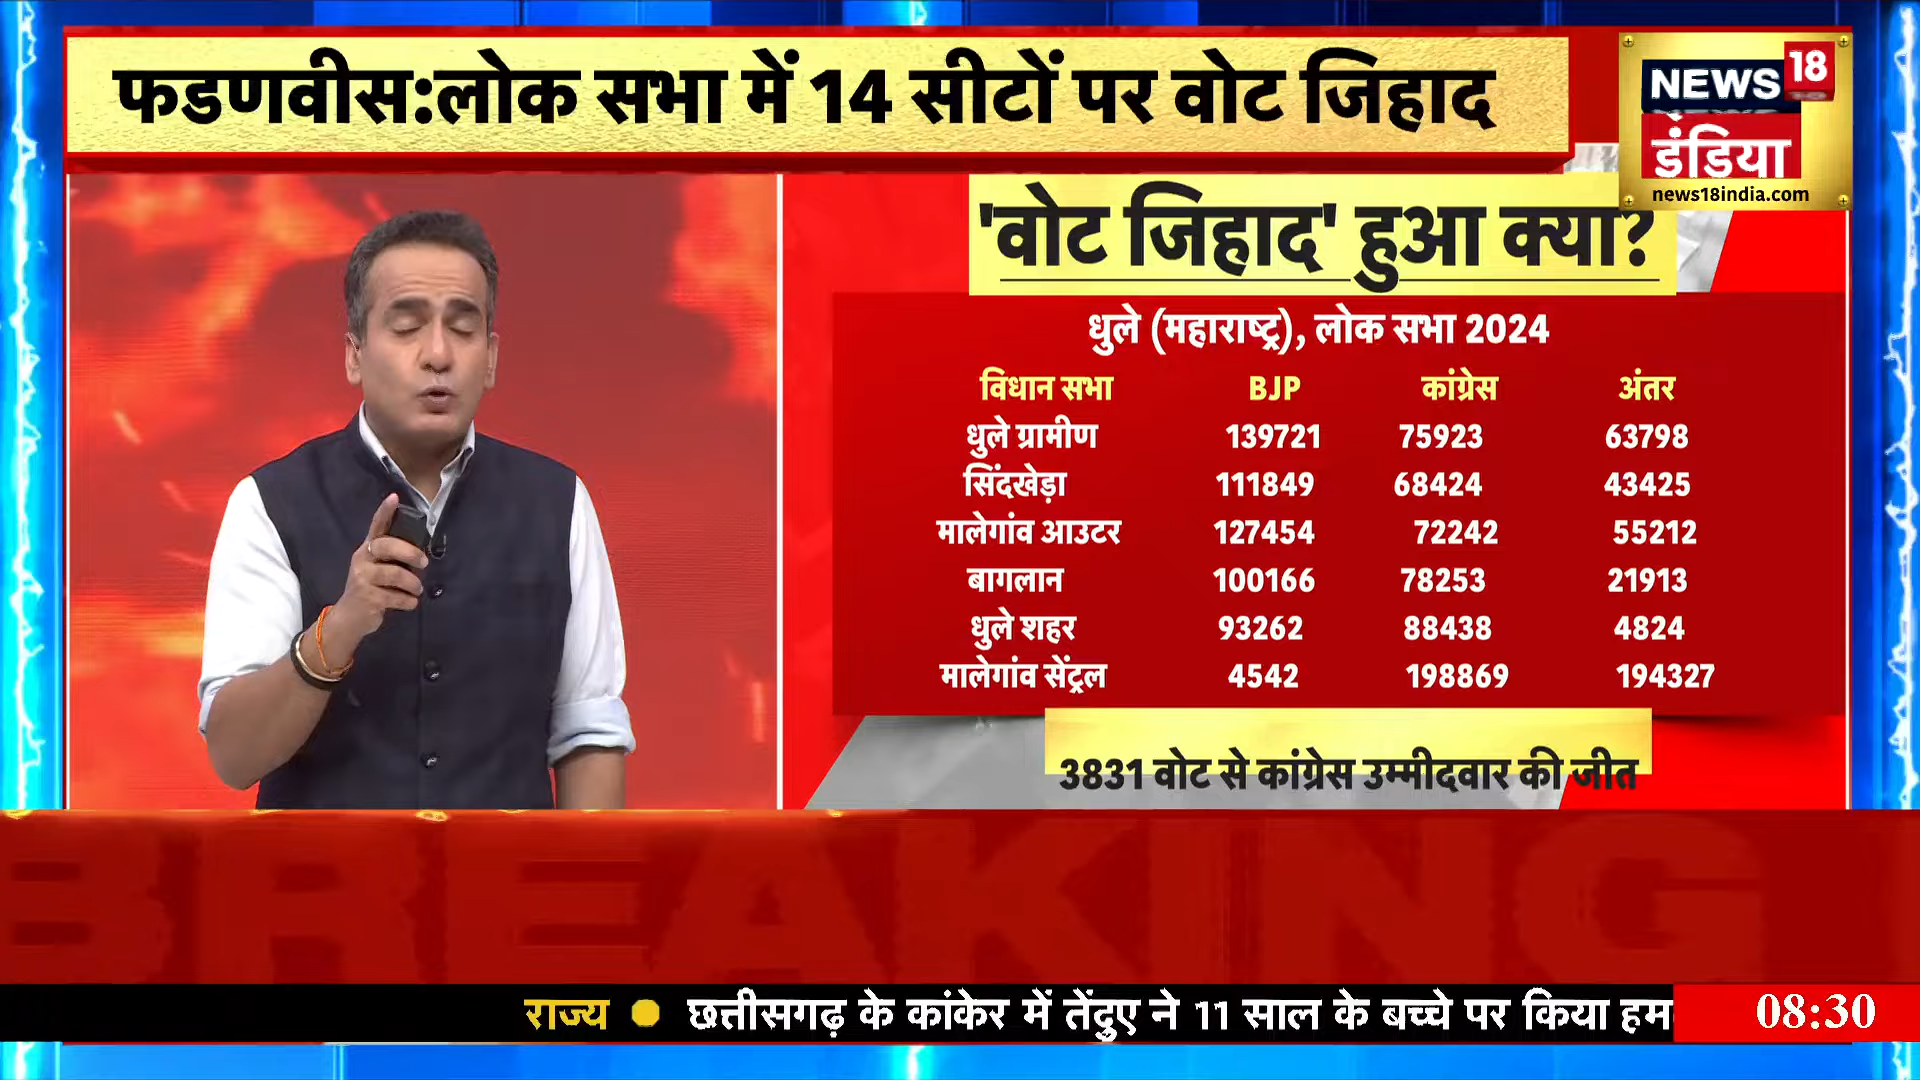 फडणवीस:लोक सभा में 14 सीटों पर वोट जिहाद
NEWS 18
इंडिया
news18india.com
'वोट जिहाद' हुआ क्या?
धुले (महाराष्ट्र), लोक सभा 2024
विधान सभा BJP कांग्रेस अंतर
धुले ग्रामीण 139721 75923 63798
सिंदखेड़ा 111849 68424 43425
मालेगांव आउटर 127454 72242 55212
बागलान 100166 78253 21913
धुले शहर 93262 88438 4824
मालेगांव सेंट्रल 4542 198869 194327
3831 वोट से कांग्रेस उम्मीदवार की जीत
BREAKING
राज्य छत्तीसगढ़ के कांकेर में तेंदुए ने 11 साल के बच्चे पर किया हम
08:30